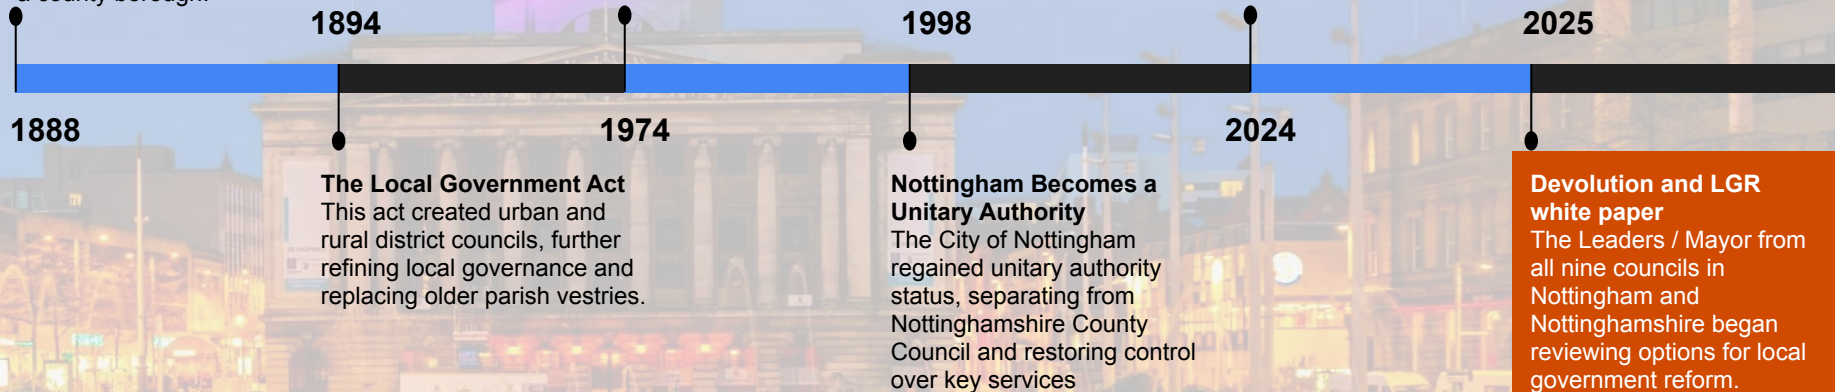 a county borough.
1894
1998
2025
1888
1974
2024
The Local Government Act
This act created urban and
rural district councils, further
refining local governance and
replacing older parish vestries.
Nottingham Becomes a
Unitary Authority
The City of Nottingham
regained unitary authority
status, separating from
Nottinghamshire County
Council and restoring control
over key services
Devolution and LGR
white paper
The Leaders / Mayor from
all nine councils in
Nottingham and
Nottinghamshire began
reviewing options for local
government reform.